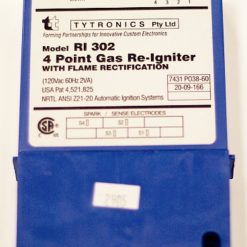 4 3 2 1
tt TYTRONICS Pty Ltd
Forming Partnerships for Innovative Custom Electronics
Model RI 302
4 Point Gas Re-Igniter
WITH FLAME RECTIFICATION
(120Vac 60Hz 2VA)
USA Pat 4,521,825
NRTL ANSI Z21-20 Automatic Ignition Systems
7431 P038-60
20-09-166
SA
SPARK / SENSE ELECTRODES
S4 S2
S3 S1